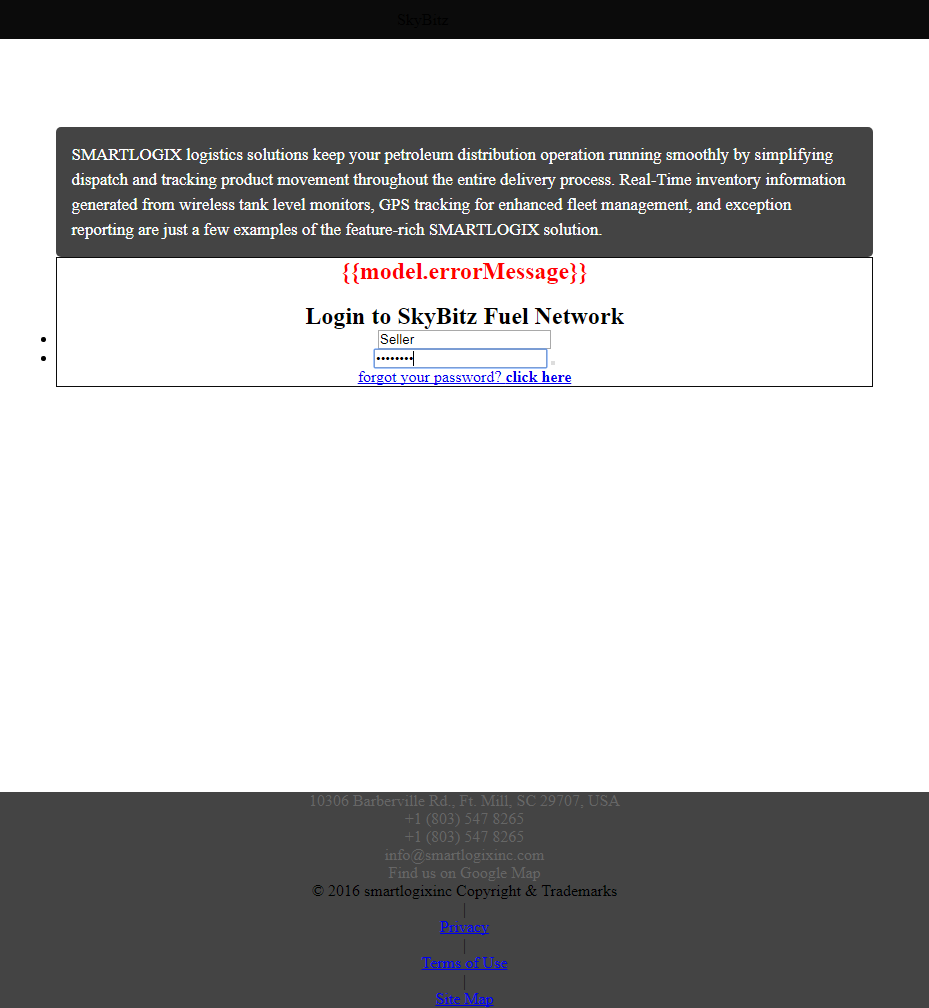 SkyBitz
SMARTLOGIX logistics solutions keep your petroleum distribution operation running smoothly by simplifying
dispatch and tracking product movement throughout the entire delivery process. Real-Time inventory information
generated from wireless tank level monitors, GPS tracking for enhanced fleet management, and exception
reporting are just a few examples of the feature-rich SMARTLOGIX solution.
{{model.errorMessage}}
Login to SkyBitz Fuel Network
• Seller
• ••••••••
forgot your password? click here
10306 Barberville Rd., Ft. Mill, SC 29707, USA
+1 (803) 547 8265
+1 (803) 547 8265
info@smartlogixinc.com
Find us on Google Map
© 2016 smartlogixinc Copyright & Trademarks
|
Privacy
|
Terms of Use
|
Site Map